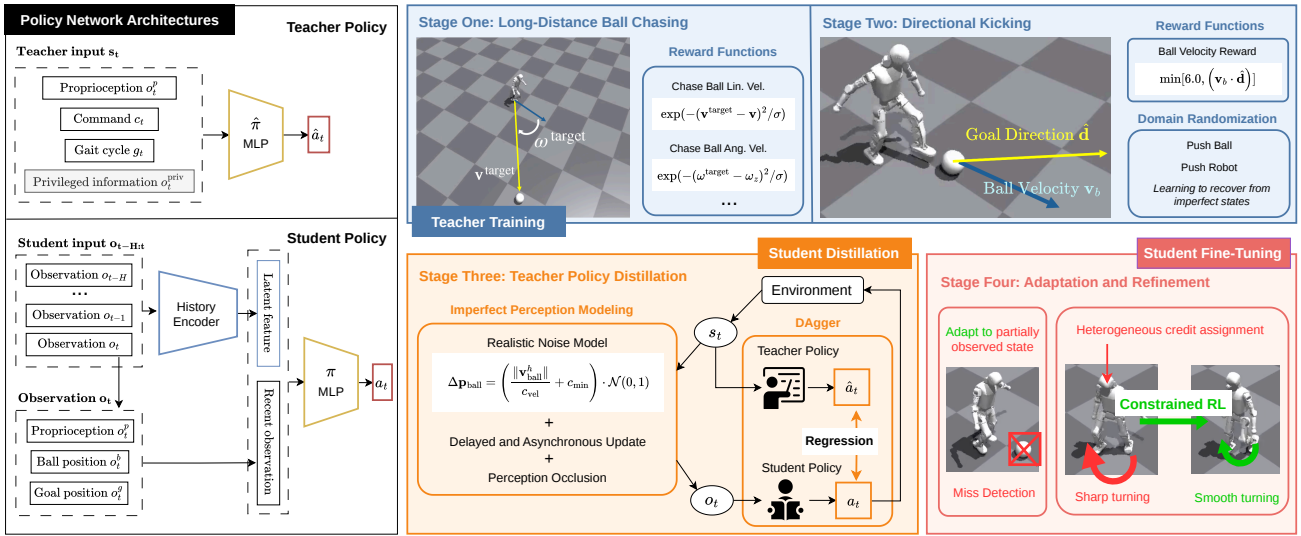 Policy Network Architectures
Teacher Policy
Teacher input s_t
Proprioception o_t^p
Command c_t
Gait cycle g_t
Privileged information o_t^priv
π̂
MLP
â_t
Student Policy
Student input o_t−H:t
Observation o_t−H
...
Observation o_t−1
Observation o_t
History
Encoder
Latent feature
Recent observation
π
MLP
a_t
Observation o_t
Proprioception o_t^p
Ball position o_t^b
Goal position o_t^g
Stage One: Long-Distance Ball Chasing
ω^target
v^target
Reward Functions
Chase Ball Lin. Vel.
exp(−(v^target − v)²/σ)
Chase Ball Ang. Vel.
exp(−(ω^target − ω_z)²/σ)
...
Teacher Training
Stage Two: Directional Kicking
Goal Direction d̂
Ball Velocity v_b
Reward Functions
Ball Velocity Reward
min[6.0, (v_b · d̂)]
Domain Randomization
Push Ball
Push Robot
Learning to recover from
imperfect states
Student Distillation
Stage Three: Teacher Policy Distillation
Imperfect Perception Modeling
Realistic Noise Model
Δp_ball = (‖v_ball^h‖ / c_vel + c_min) · 𝒩(0, 1)
+
Delayed and Asynchronous Update
+
Perception Occlusion
Environment
s_t
o_t
DAgger
Teacher Policy
â_t
Regression
Student Policy
a_t
Student Fine-Tuning
Stage Four: Adaptation and Refinement
Adapt to partially
observed state
Miss Detection
Heterogeneous credit assignment
Constrained RL
Sharp turning
Smooth turning